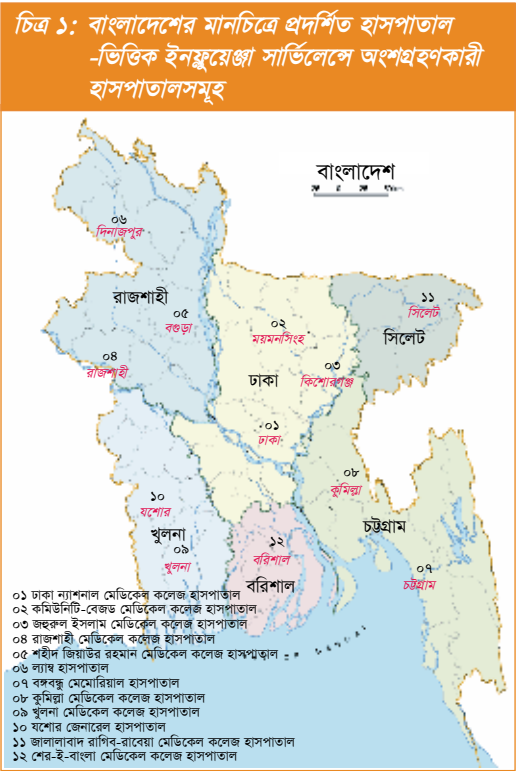 চিত্র ১: বাংলাদেশের মানচিত্রে প্রদর্শিত হাসপাতাল
-ভিত্তিক ইনফ্লুয়েঞ্জা সার্ভিলেন্সে অংশগ্রহণকারী
হাসপাতালসমূহ
বাংলাদেশ
০৬
দিনাজপুর
রাজশাহী
০৫
বগুড়া
০৪
রাজশাহী
০২
ময়মনসিংহ
০৩
কিশোরগঞ্জ
ঢাকা
০১
ঢাকা
১১
সিলেট
সিলেট
০৮
কুমিল্লা
চট্টগ্রাম
০৭
চট্টগ্রাম
১০
যশোর
খুলনা
০৯
খুলনা
১২
বরিশাল
বরিশাল
০১ ঢাকা ন্যাশনাল মেডিকেল কলেজ হাসপাতাল
০২ কমিউনিটি-বেজড মেডিকেল কলেজ হাসপাতাল
০৩ জহুরুল ইসলাম মেডিকেল কলেজ হাসপাতাল
০৪ রাজশাহী মেডিকেল কলেজ হাসপাতাল
০৫ শহীদ জিয়াউর রহমান মেডিকেল কলেজ হাসপাতাল
০৬ ল্যাম্ব হাসপাতাল
০৭ বঙ্গবন্ধু মেমোরিয়াল হাসপাতাল
০৮ কুমিল্লা মেডিকেল কলেজ হাসপাতাল
০৯ খুলনা মেডিকেল কলেজ হাসপাতাল
১০ যশোর জেনারেল হাসপাতাল
১১ জালালাবাদ রাগিব-রাবেয়া মেডিকেল কলেজ হাসপাতাল
১২ শের-ই-বাংলা মেডিকেল কলেজ হাসপাতাল